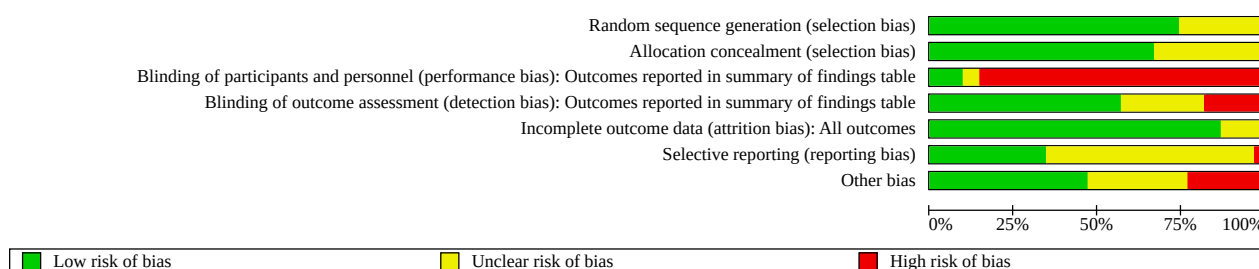 Random sequence generation (selection bias)
Allocation concealment (selection bias)
Blinding of participants and personnel (performance bias): Outcomes reported in summary of findings table
Blinding of outcome assessment (detection bias): Outcomes reported in summary of findings table
Incomplete outcome data (attrition bias): All outcomes
Selective reporting (reporting bias)
Other bias
0% 25% 50% 75% 100%
Low risk of bias Unclear risk of bias High risk of bias